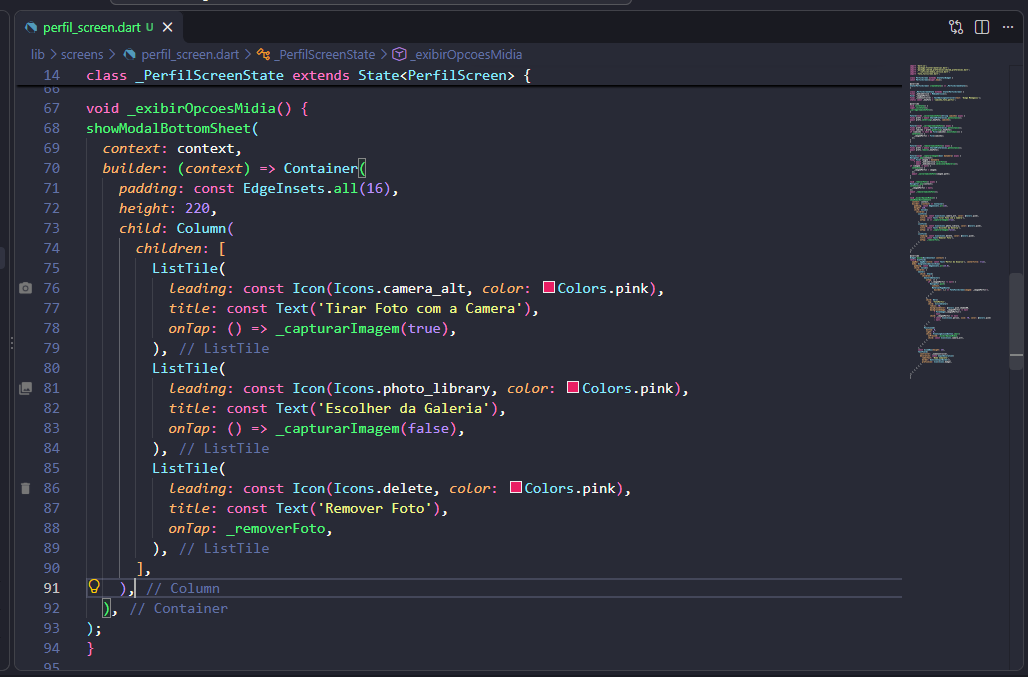 perfil_screen.dart U
lib > screens > perfil_screen.dart > _PerfilScreenState > _exibirOpcoesMidia
14 class _PerfilScreenState extends State<PerfilScreen> {
66
67 void _exibirOpcoesMidia() {
68 showModalBottomSheet(
69 context: context,
70 builder: (context) => Container(
71 padding: const EdgeInsets.all(16),
72 height: 220,
73 child: Column(
74 children: [
75 ListTile(
76 leading: const Icon(Icons.camera_alt, color: Colors.pink),
77 title: const Text('Tirar Foto com a Camera'),
78 onTap: () => _capturarImagem(true),
79 ), // ListTile
80 ListTile(
81 leading: const Icon(Icons.photo_library, color: Colors.pink),
82 title: const Text('Escolher da Galeria'),
83 onTap: () => _capturarImagem(false),
84 ), // ListTile
85 ListTile(
86 leading: const Icon(Icons.delete, color: Colors.pink),
87 title: const Text('Remover Foto'),
88 onTap: _removerFoto,
89 ), // ListTile
90 ],
91 ), // Column
92 ), // Container
93 );
94 }
95